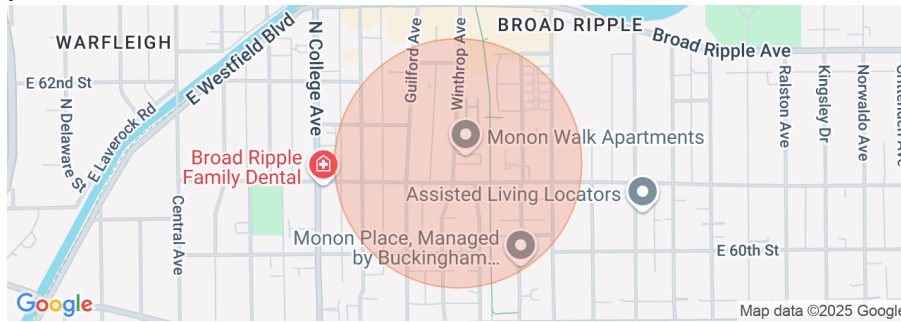 BROAD RIPPLE
WARFLEIGH
Broad Ripple Ave
E 62nd St
E Westfield Blvd
N College Ave
Guilford Ave
Winthrop Ave
Ralston Ave
Kingsley Dr
Norwaldo Ave
N Delaware St
E Laverock Rd
Monon Walk Apartments
Broad Ripple
Family Dental
Assisted Living Locators
Central Ave
Monon Place, Managed
by Buckingham...
E 60th St
Google
Map data ©2025 Google